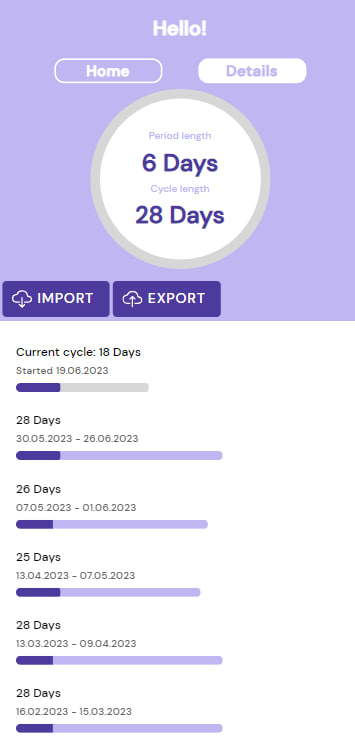 Hello!
Home
Details
Period length
6 Days
Cycle length
28 Days
IMPORT
EXPORT
Current cycle: 18 Days
Started 19.06.2023
28 Days
30.05.2023 - 26.06.2023
26 Days
07.05.2023 - 01.06.2023
25 Days
13.04.2023 - 07.05.2023
28 Days
13.03.2023 - 09.04.2023
28 Days
16.02.2023 - 15.03.2023